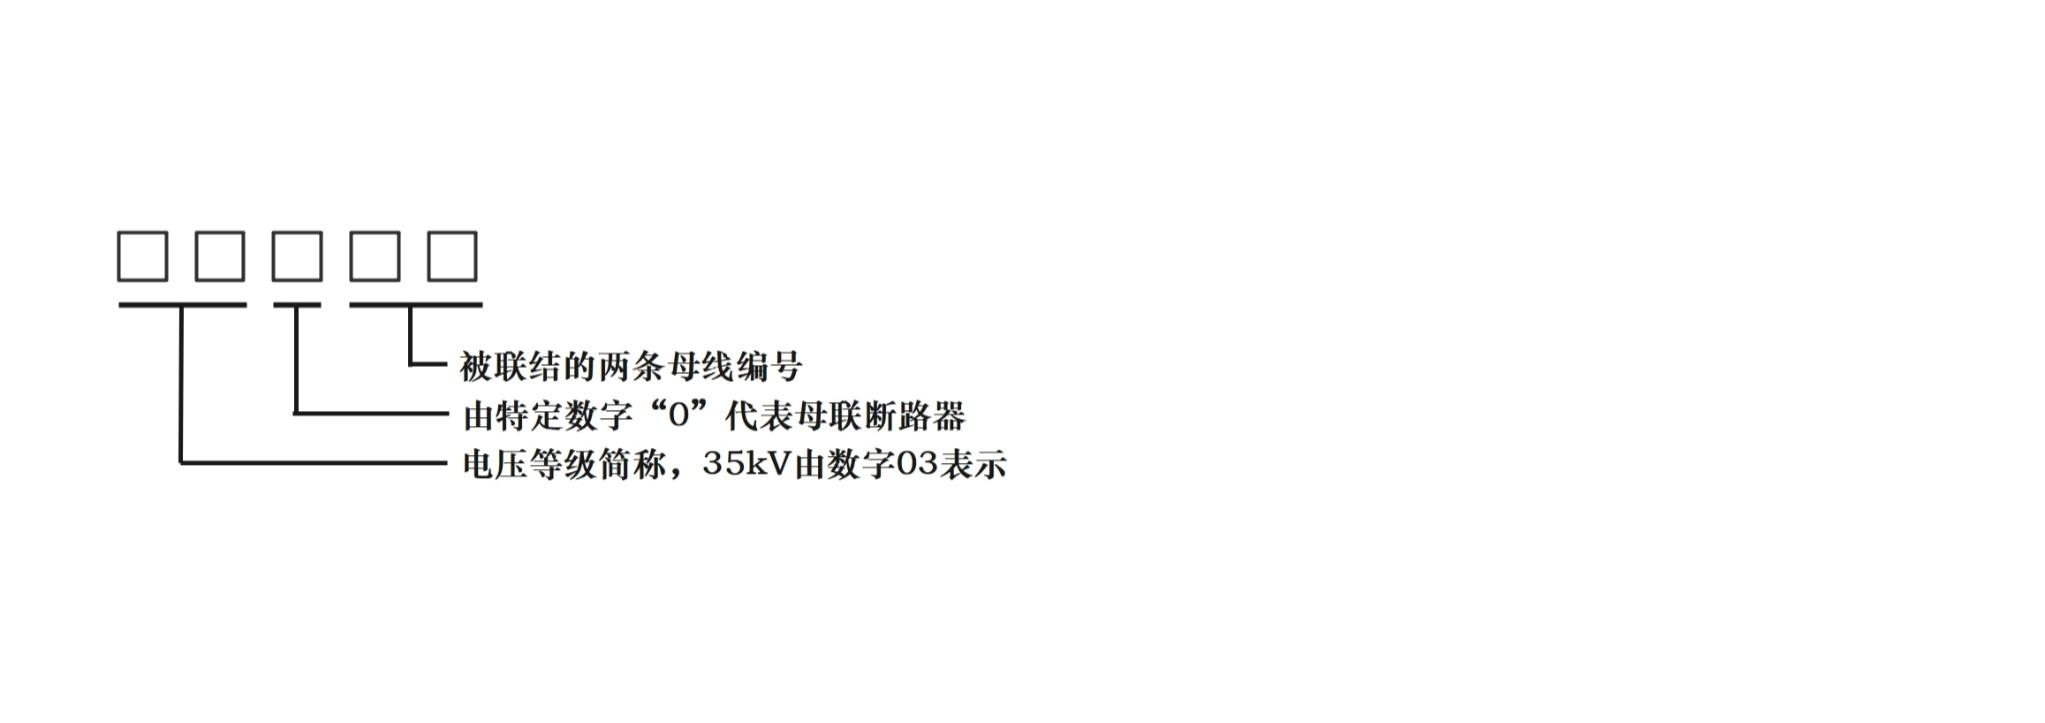 □□□□□
被联结的两条母线编号
由特定数字“0”代表母联断路器
电压等级简称，35kV由数字03表示